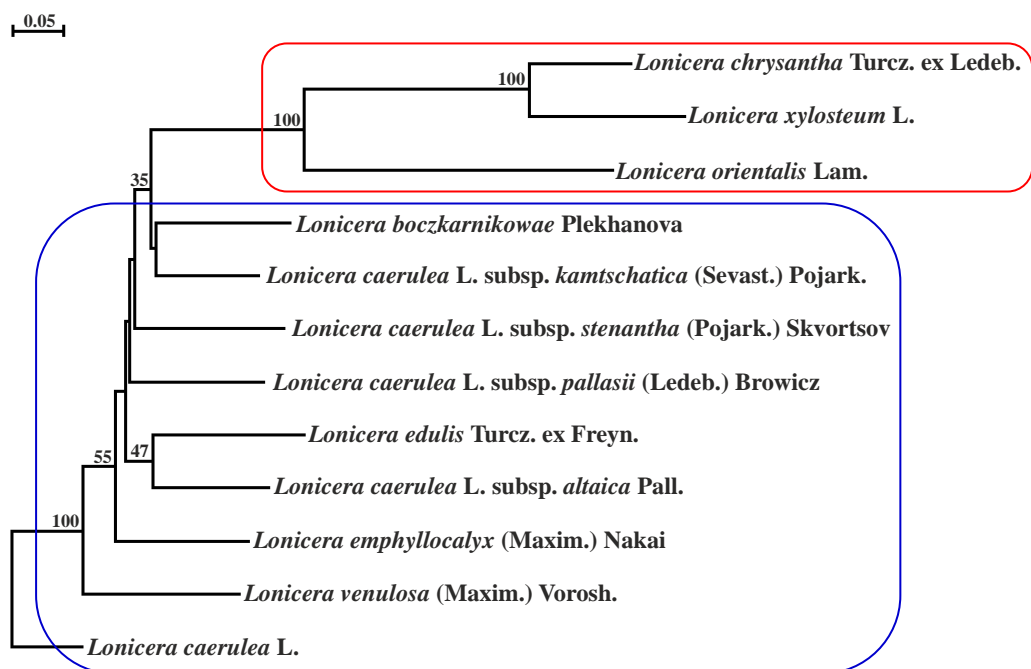 0.05
Lonicera chrysantha Turcz. ex Ledeb.
100
Lonicera xylosteum L.
100
Lonicera orientalis Lam.
35
Lonicera boczkarnikowae Plekhanova
Lonicera caerulea L. subsp. kamtschatica (Sevast.) Pojark.
Lonicera caerulea L. subsp. stenantha (Pojark.) Skvortsov
Lonicera caerulea L. subsp. pallasii (Ledeb.) Browicz
Lonicera edulis Turcz. ex Freyn.
47
55
Lonicera caerulea L. subsp. altaica Pall.
100
Lonicera emphyllocalyx (Maxim.) Nakai
Lonicera venulosa (Maxim.) Vorosh.
Lonicera caerulea L.